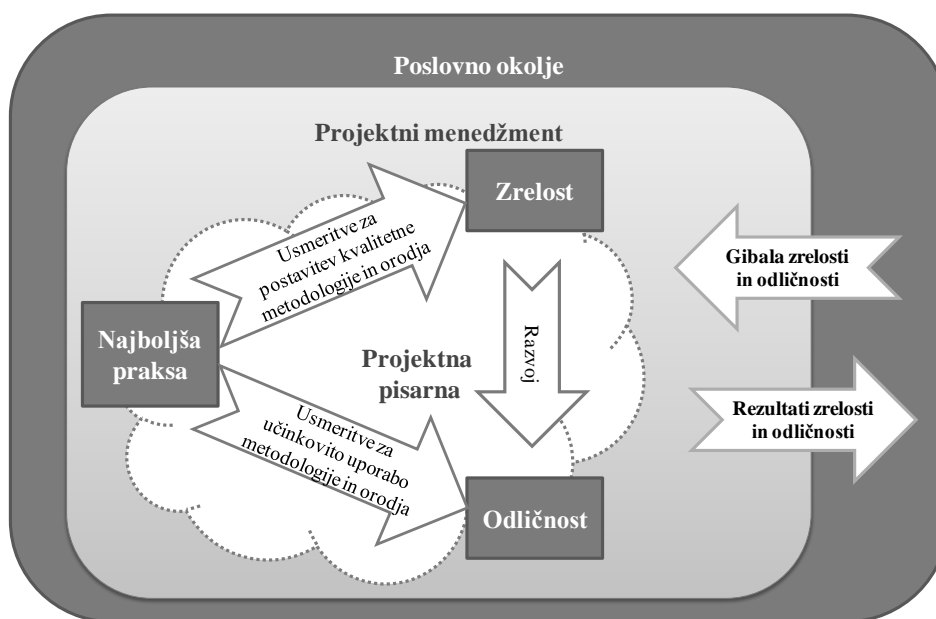 Poslovno okolje
Projektni menedžment
Zrelost
Usmeritve za
postavitev kvalitetne
metodologije in orodja
Gibala zrelosti
in odličnosti
Najboljša
praksa
Razvoj
Projektna
pisarna
Rezultati zrelosti
in odličnosti
Usmeritve za
učinkovito uporabo
metodologije in orodja
Odličnost